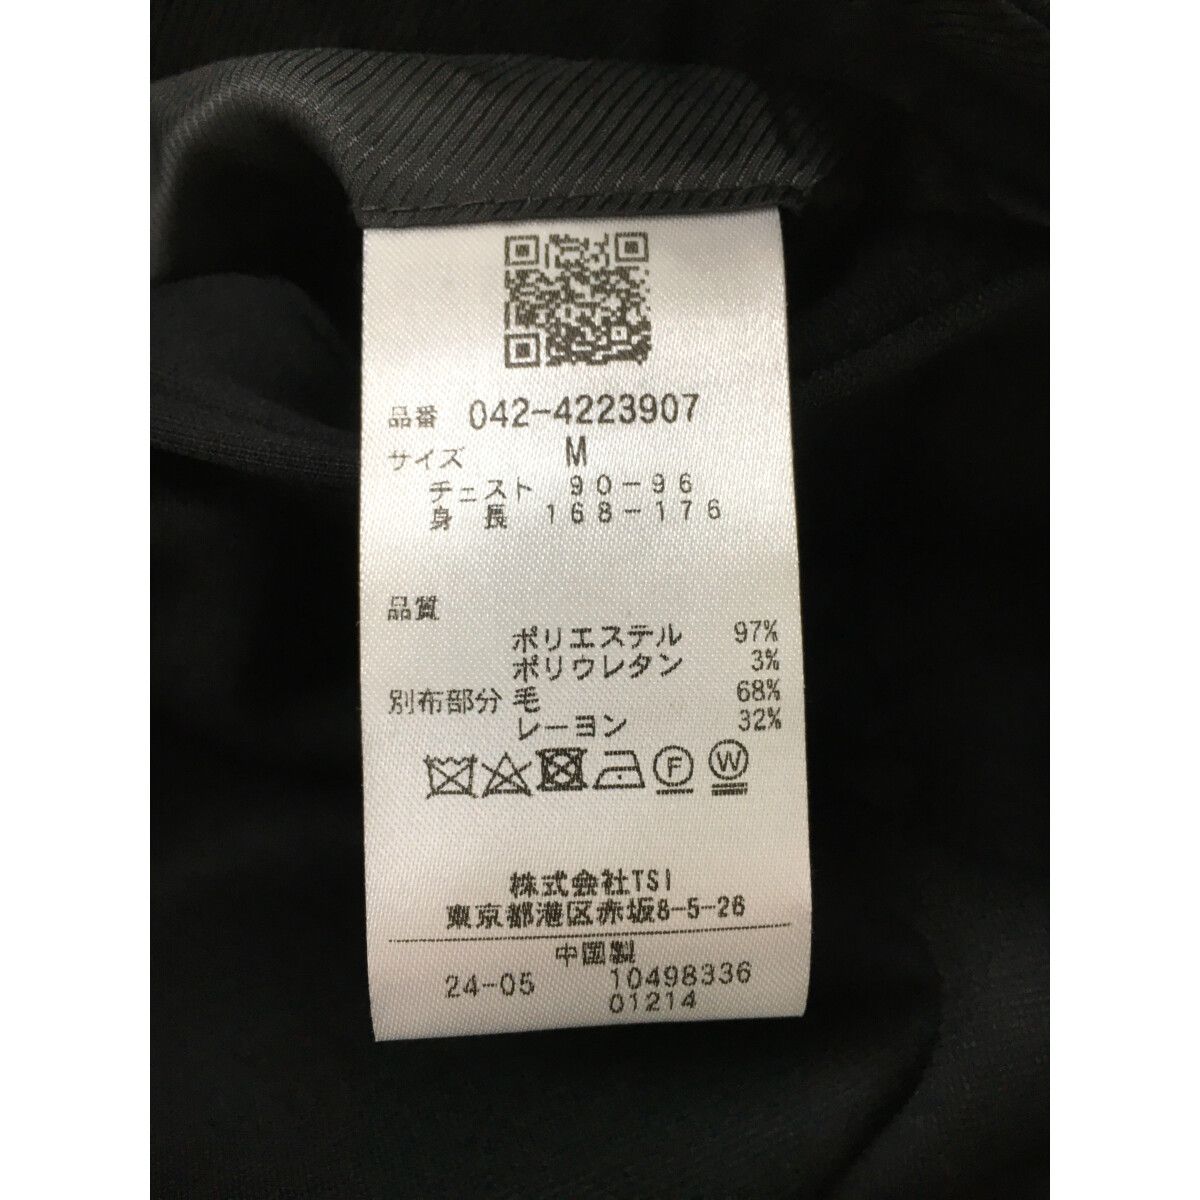 品番 042-4223907
サイズ M
チェスト 90-96
身長 168-176
品質
ポリエステル 97%
ポリウレタン 3%
別布部分 毛 68%
レーヨン 32%
F W
株式会社TSI
東京都港区赤坂8-5-26
中国製
24-05 10498336
01214